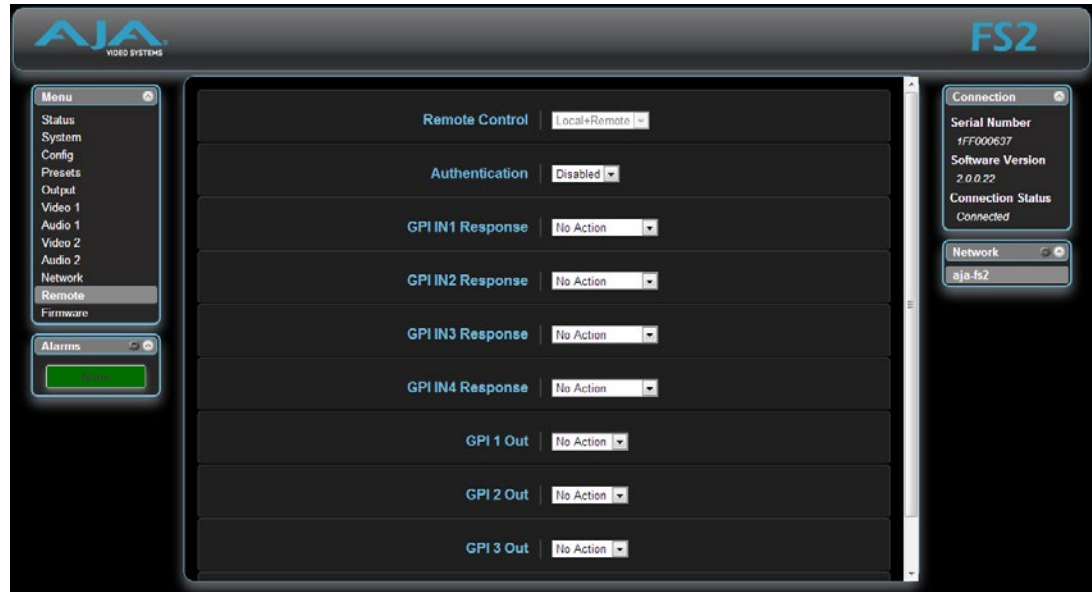 AJA
VIDEO SYSTEMS
FS2
Menu
Status
System
Config
Presets
Output
Video 1
Audio 1
Video 2
Audio 2
Network
Remote
Firmware
Alarms
None
Remote Control
Local+Remote
Authentication
Disabled
GPI IN1 Response
No Action
GPI IN2 Response
No Action
GPI IN3 Response
No Action
GPI IN4 Response
No Action
GPI 1 Out
No Action
GPI 2 Out
No Action
GPI 3 Out
No Action
Connection
Serial Number
1FF000637
Software Version
2.0.0.22
Connection Status
Connected
Network
aja-fs2